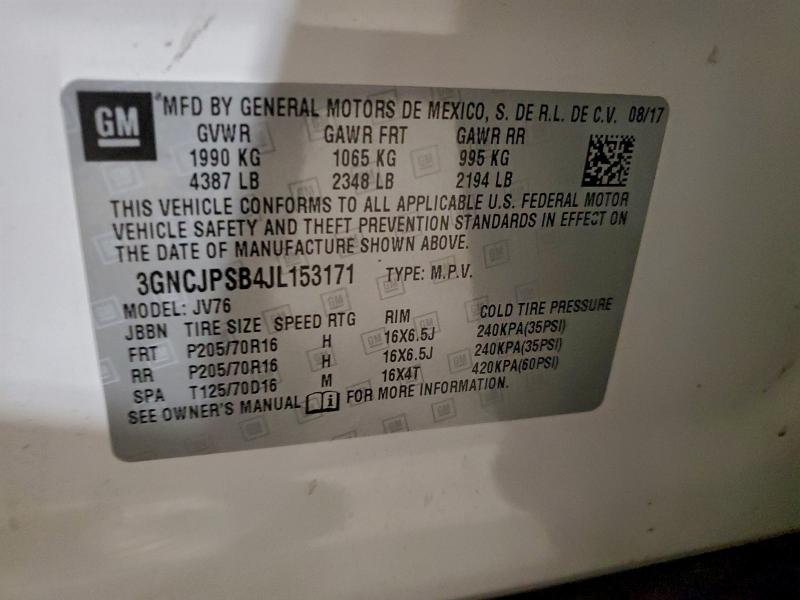 GM MFD BY GENERAL MOTORS DE MEXICO, S. DE R.L. DE C.V. 08/17
GVWR GAWR FRT GAWR RR
1990 KG 1065 KG 995 KG
4387 LB 2348 LB 2194 LB
THIS VEHICLE CONFORMS TO ALL APPLICABLE U.S. FEDERAL MOTOR
VEHICLE SAFETY AND THEFT PREVENTION STANDARDS IN EFFECT ON
THE DATE OF MANUFACTURE SHOWN ABOVE.
3GNCJPSB4JL153171 TYPE: M.P.V.
MODEL: JV76
JBBN TIRE SIZE SPEED RTG RIM COLD TIRE PRESSURE
FRT P205/70R16 H 16X6.5J 240KPA(35PSI)
RR P205/70R16 H 16X6.5J 240KPA(35PSI)
SPA T125/70D16 M 16X4T 420KPA(60PSI)
SEE OWNER'S MANUAL FOR MORE INFORMATION.